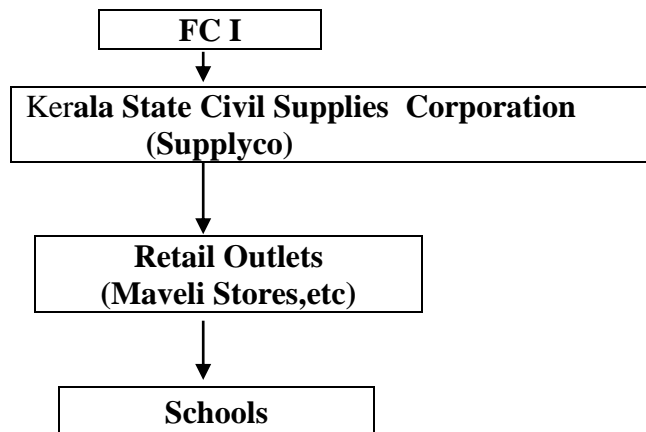 FC I
Kerala State Civil Supplies Corporation
(Supplyco)
Retail Outlets
(Maveli Stores,etc)
Schools